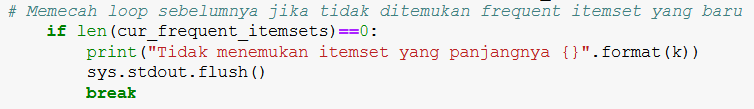 # Memecah loop sebelumnya jika tidak ditemukan frequent itemset yang baru
if len(cur_frequent_itemsets)==0:
print("Tidak menemukan itemset yang panjangnya {}".format(k))
sys.stdout.flush()
break